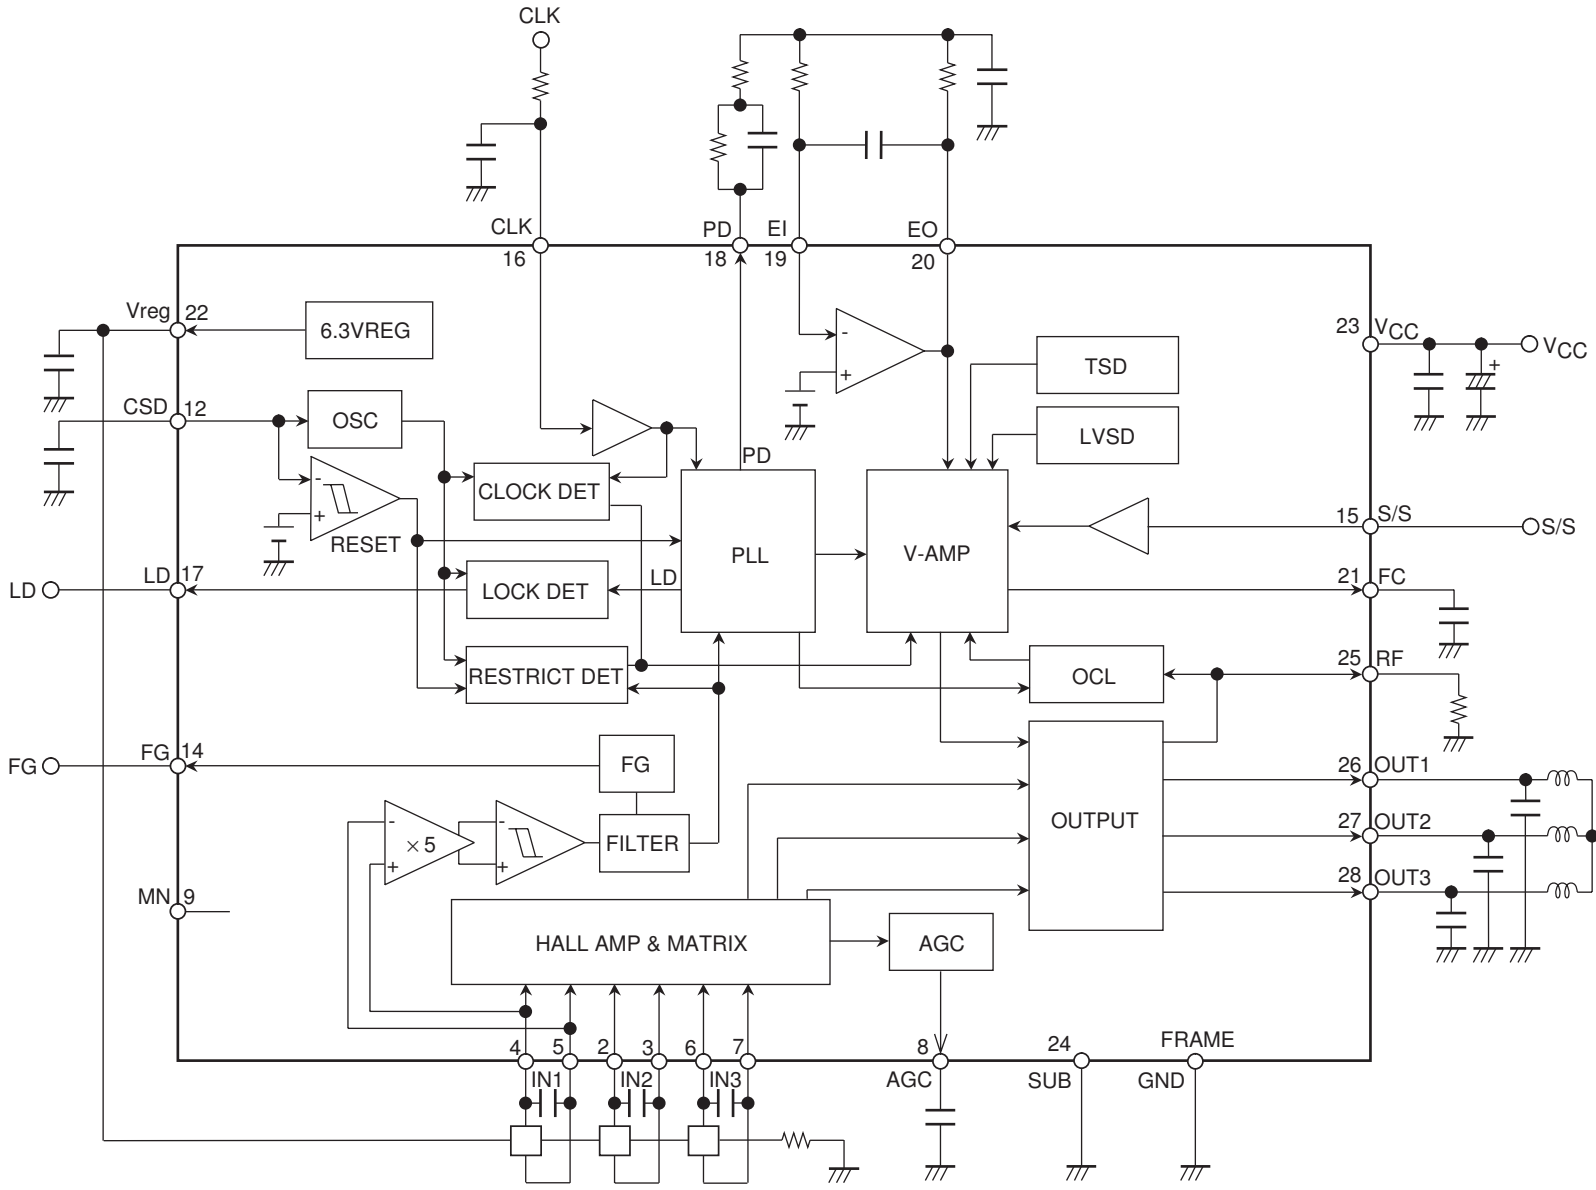 CLK
CLK
16
PD
18
EI
19
EO
20
Vreg
22
6.3VREG
23
VCC
VCC
+
-
+
TSD
CSD
12
OSC
LVSD
PD
CLOCK DET
-
+
RESET
15
S/S
S/S
PLL
V-AMP
LD
LD
17
LOCK DET
LD
21
FC
RESTRICT DET
OCL
25
RF
FG
FG
14
FG
26
OUT1
-
+
× 5
-
+
FILTER
OUTPUT
27
OUT2
28
OUT3
MN
9
HALL AMP & MATRIX
AGC
4
5
2
3
6
7
8
24
FRAME
IN1
IN2
IN3
AGC
SUB
GND